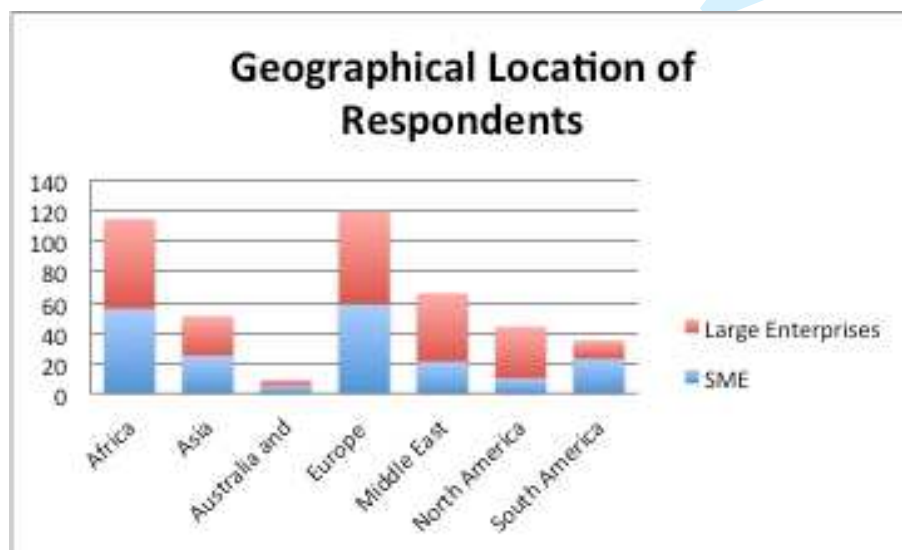 Geographical Location of
Respondents
140
120
100
80
60
40
20
0
Africa
Asia
Australia and
Europe
Middle East
North America
South America
Large Enterprises
SME